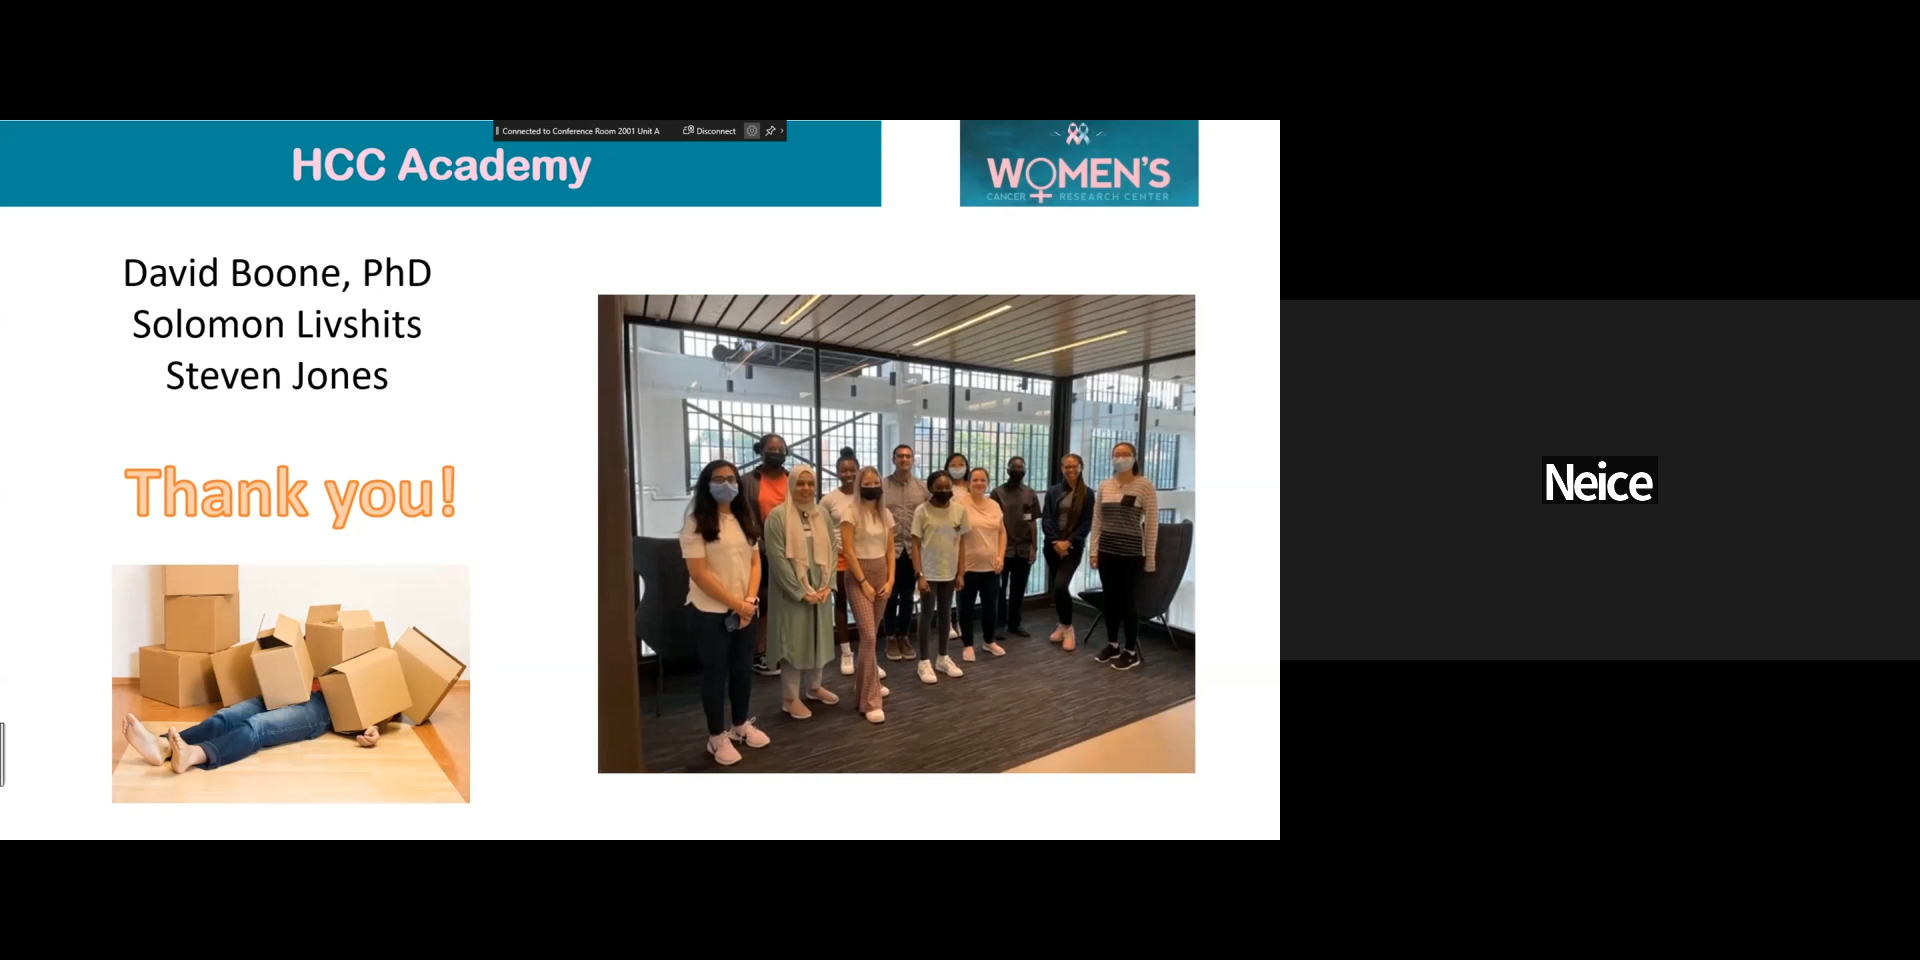 Connected to Conference Room 2001 Unit A
Disconnect
HCC Academy
WOMEN'S
CANCER RESEARCH CENTER
David Boone, PhD
Solomon Livshits
Steven Jones
Thank you!
Neice